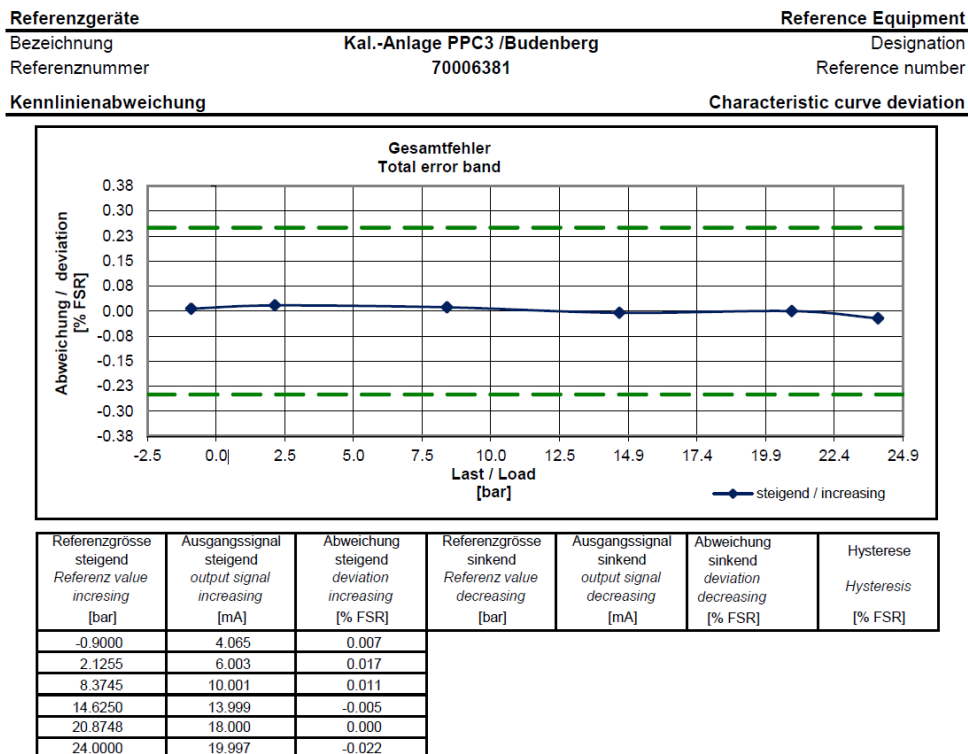 Referenzgeräte Reference Equipment
Bezeichnung Kal.-Anlage PPC3 /Budenberg Designation
Referenznummer 70006381 Reference number
Kennlinienabweichung Characteristic curve deviation
Gesamtfehler
Total error band
Abweichung / deviation
[% FSR]
0.38
0.30
0.23
0.15
0.08
0.00
-0.08
-0.15
-0.23
-0.30
-0.38
-2.5 0.0 2.5 5.0 7.5 10.0 12.5 14.9 17.4 19.9 22.4 24.9
Last / Load
[bar]
steigend / increasing
Referenzgrösse steigend Referenz value incresing [bar]
Ausgangssignal steigend output signal increasing [mA]
Abweichung steigend deviation increasing [% FSR]
Referenzgrösse sinkend Referenz value decreasing [bar]
Ausgangssignal sinkend output signal decreasing [mA]
Abweichung sinkend deviation decreasing [% FSR]
Hysterese Hysteresis [% FSR]
-0.9000 4.065 0.007
2.1255 6.003 0.017
8.3745 10.001 0.011
14.6250 13.999 -0.005
20.8748 18.000 0.000
24.0000 19.997 -0.022